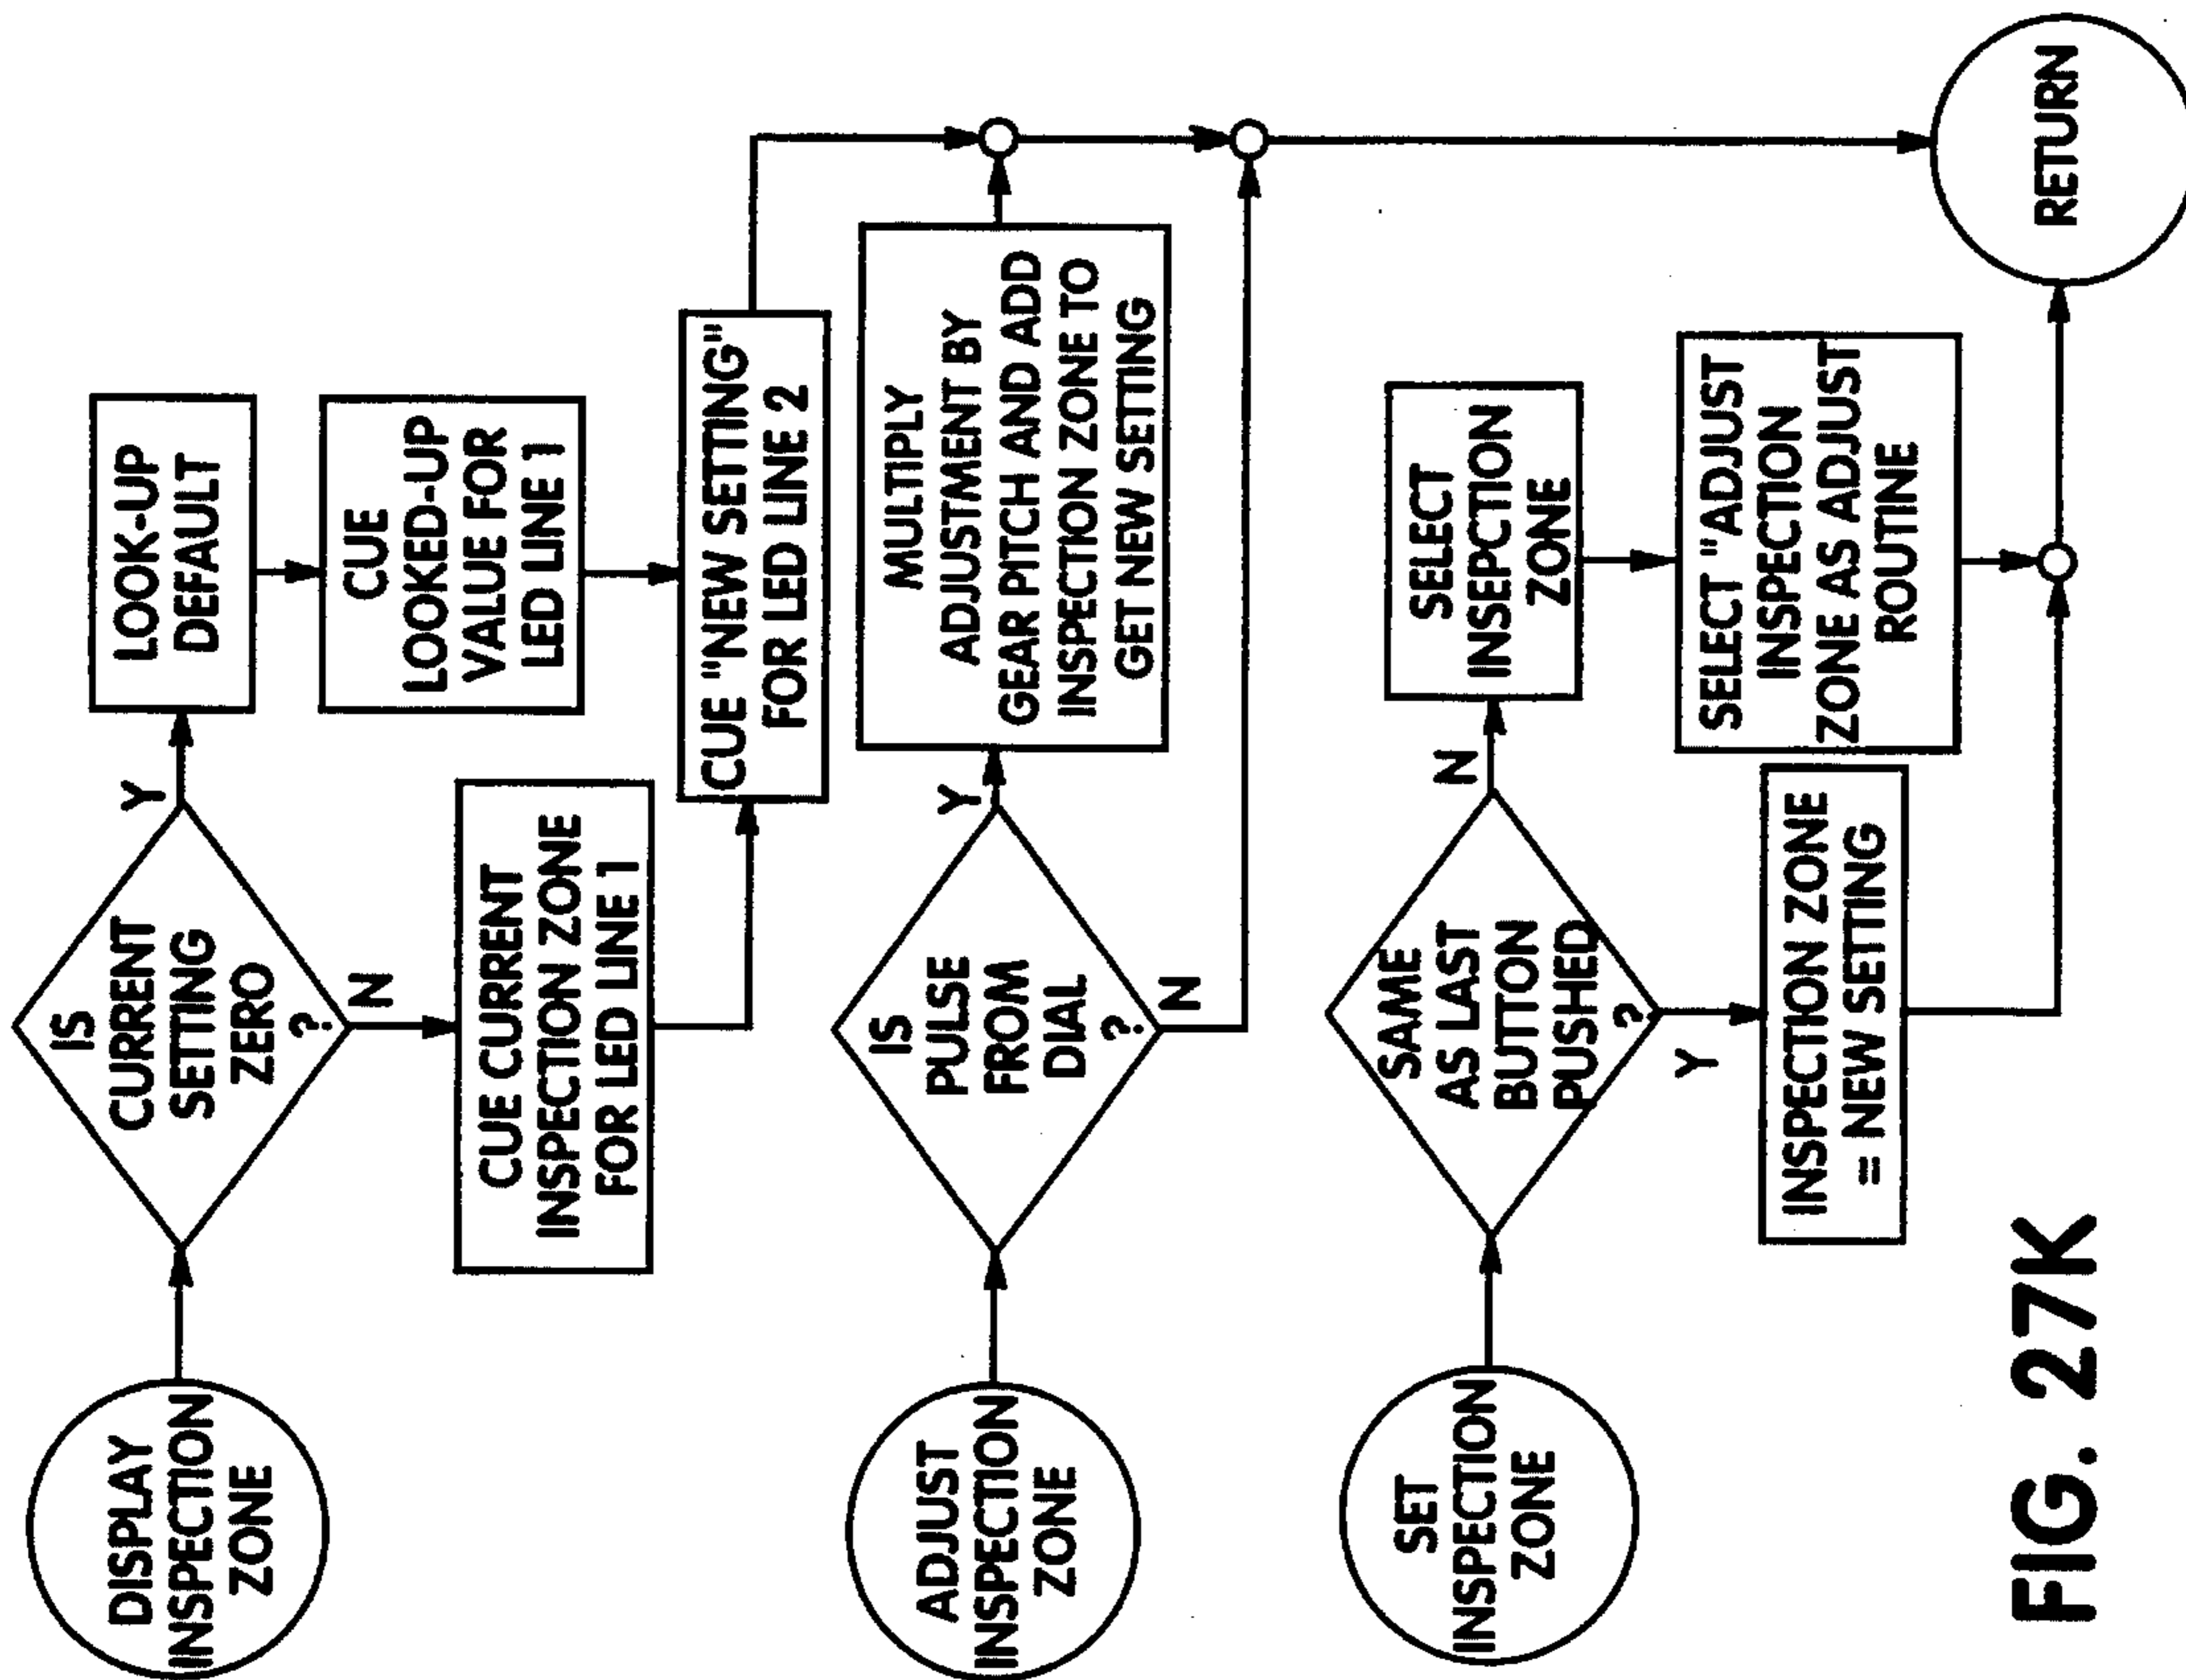 DISPLAY
INSPECTION
ZONE
IS
CURRENT
SETTING
ZERO
?
Y
N
LOOK-UP
DEFAULT
CUE
LOOKED-UP
VALUE FOR
LED LINE 1
CUE CURRENT
INSPECTION ZONE
FOR LED LINE 1
CUE "NEW SETTING"
FOR LED LINE 2
ADJUST
INSPECTION
ZONE
IS
PULSE
FROM
DIAL
?
Y
N
MULTIPLY
ADJUSTMENT BY
GEAR PITCH AND ADD
INSPECTION ZONE TO
GET NEW SETTING
SET
INSPECTION
ZONE
SAME
AS LAST
BUTTON
PUSHED
?
N
Y
SELECT
INSEPCTION
ZONE
SELECT "ADJUST
INSPECTION
ZONE AS ADJUST
ROUTINE
INSPECTION ZONE
= NEW SETTING
RETURN
FIG. 27K